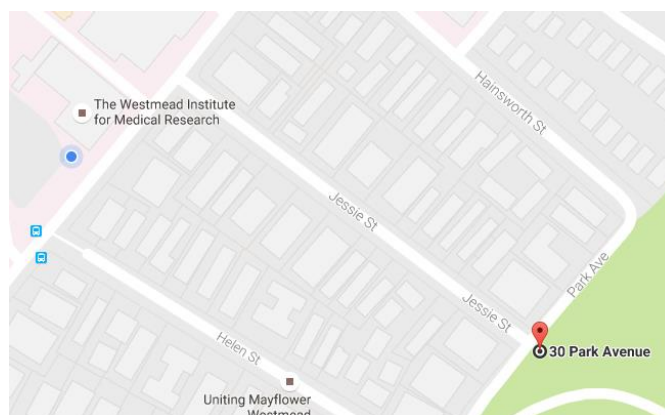 The Westmead Institute
for Medical Research
Hainsworth St
Jessie St
Park Ave
Jessie St
30 Park Avenue
Helen St
Uniting Mayflower
Westmead